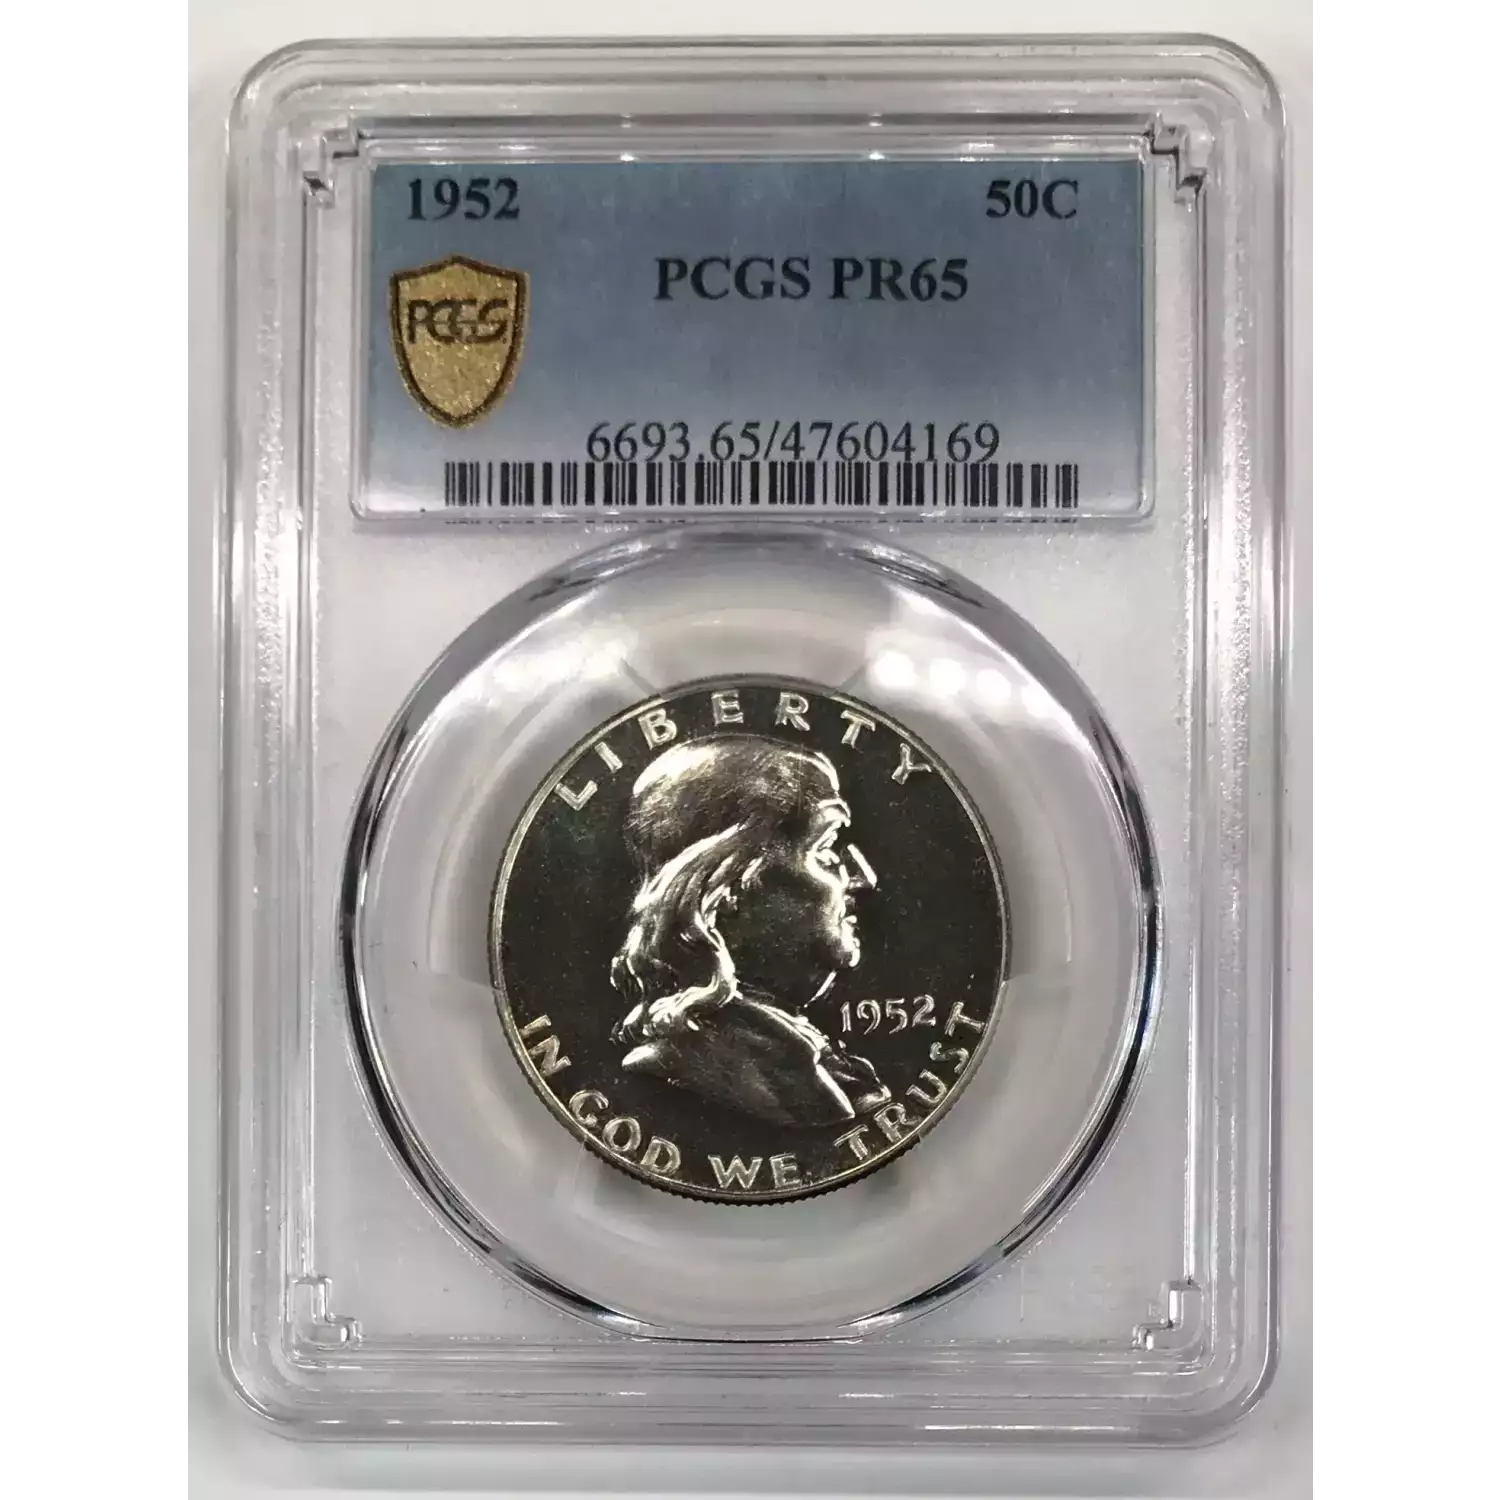 1952 50C
PCGS PR65
PCGS
6693.65/47604169
LIBERTY
1952
IN GOD WE TRUST